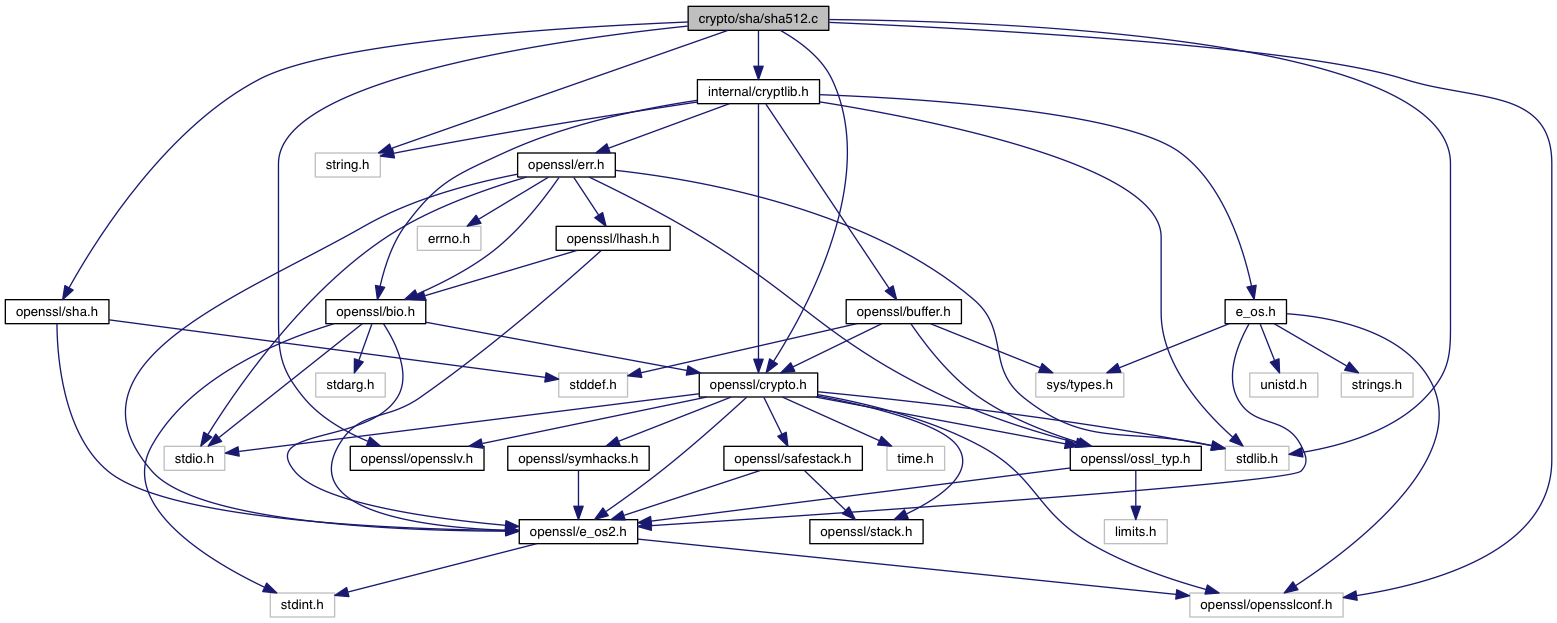 crypto/sha/sha512.c
internal/cryptlib.h
string.h
openssl/err.h
errno.h
openssl/lhash.h
openssl/sha.h
openssl/bio.h
openssl/buffer.h
e_os.h
stdarg.h
stddef.h
openssl/crypto.h
sys/types.h
unistd.h
strings.h
stdio.h
openssl/opensslv.h
openssl/symhacks.h
openssl/safestack.h
time.h
openssl/ossl_typ.h
stdlib.h
openssl/e_os2.h
openssl/stack.h
limits.h
stdint.h
openssl/opensslconf.h